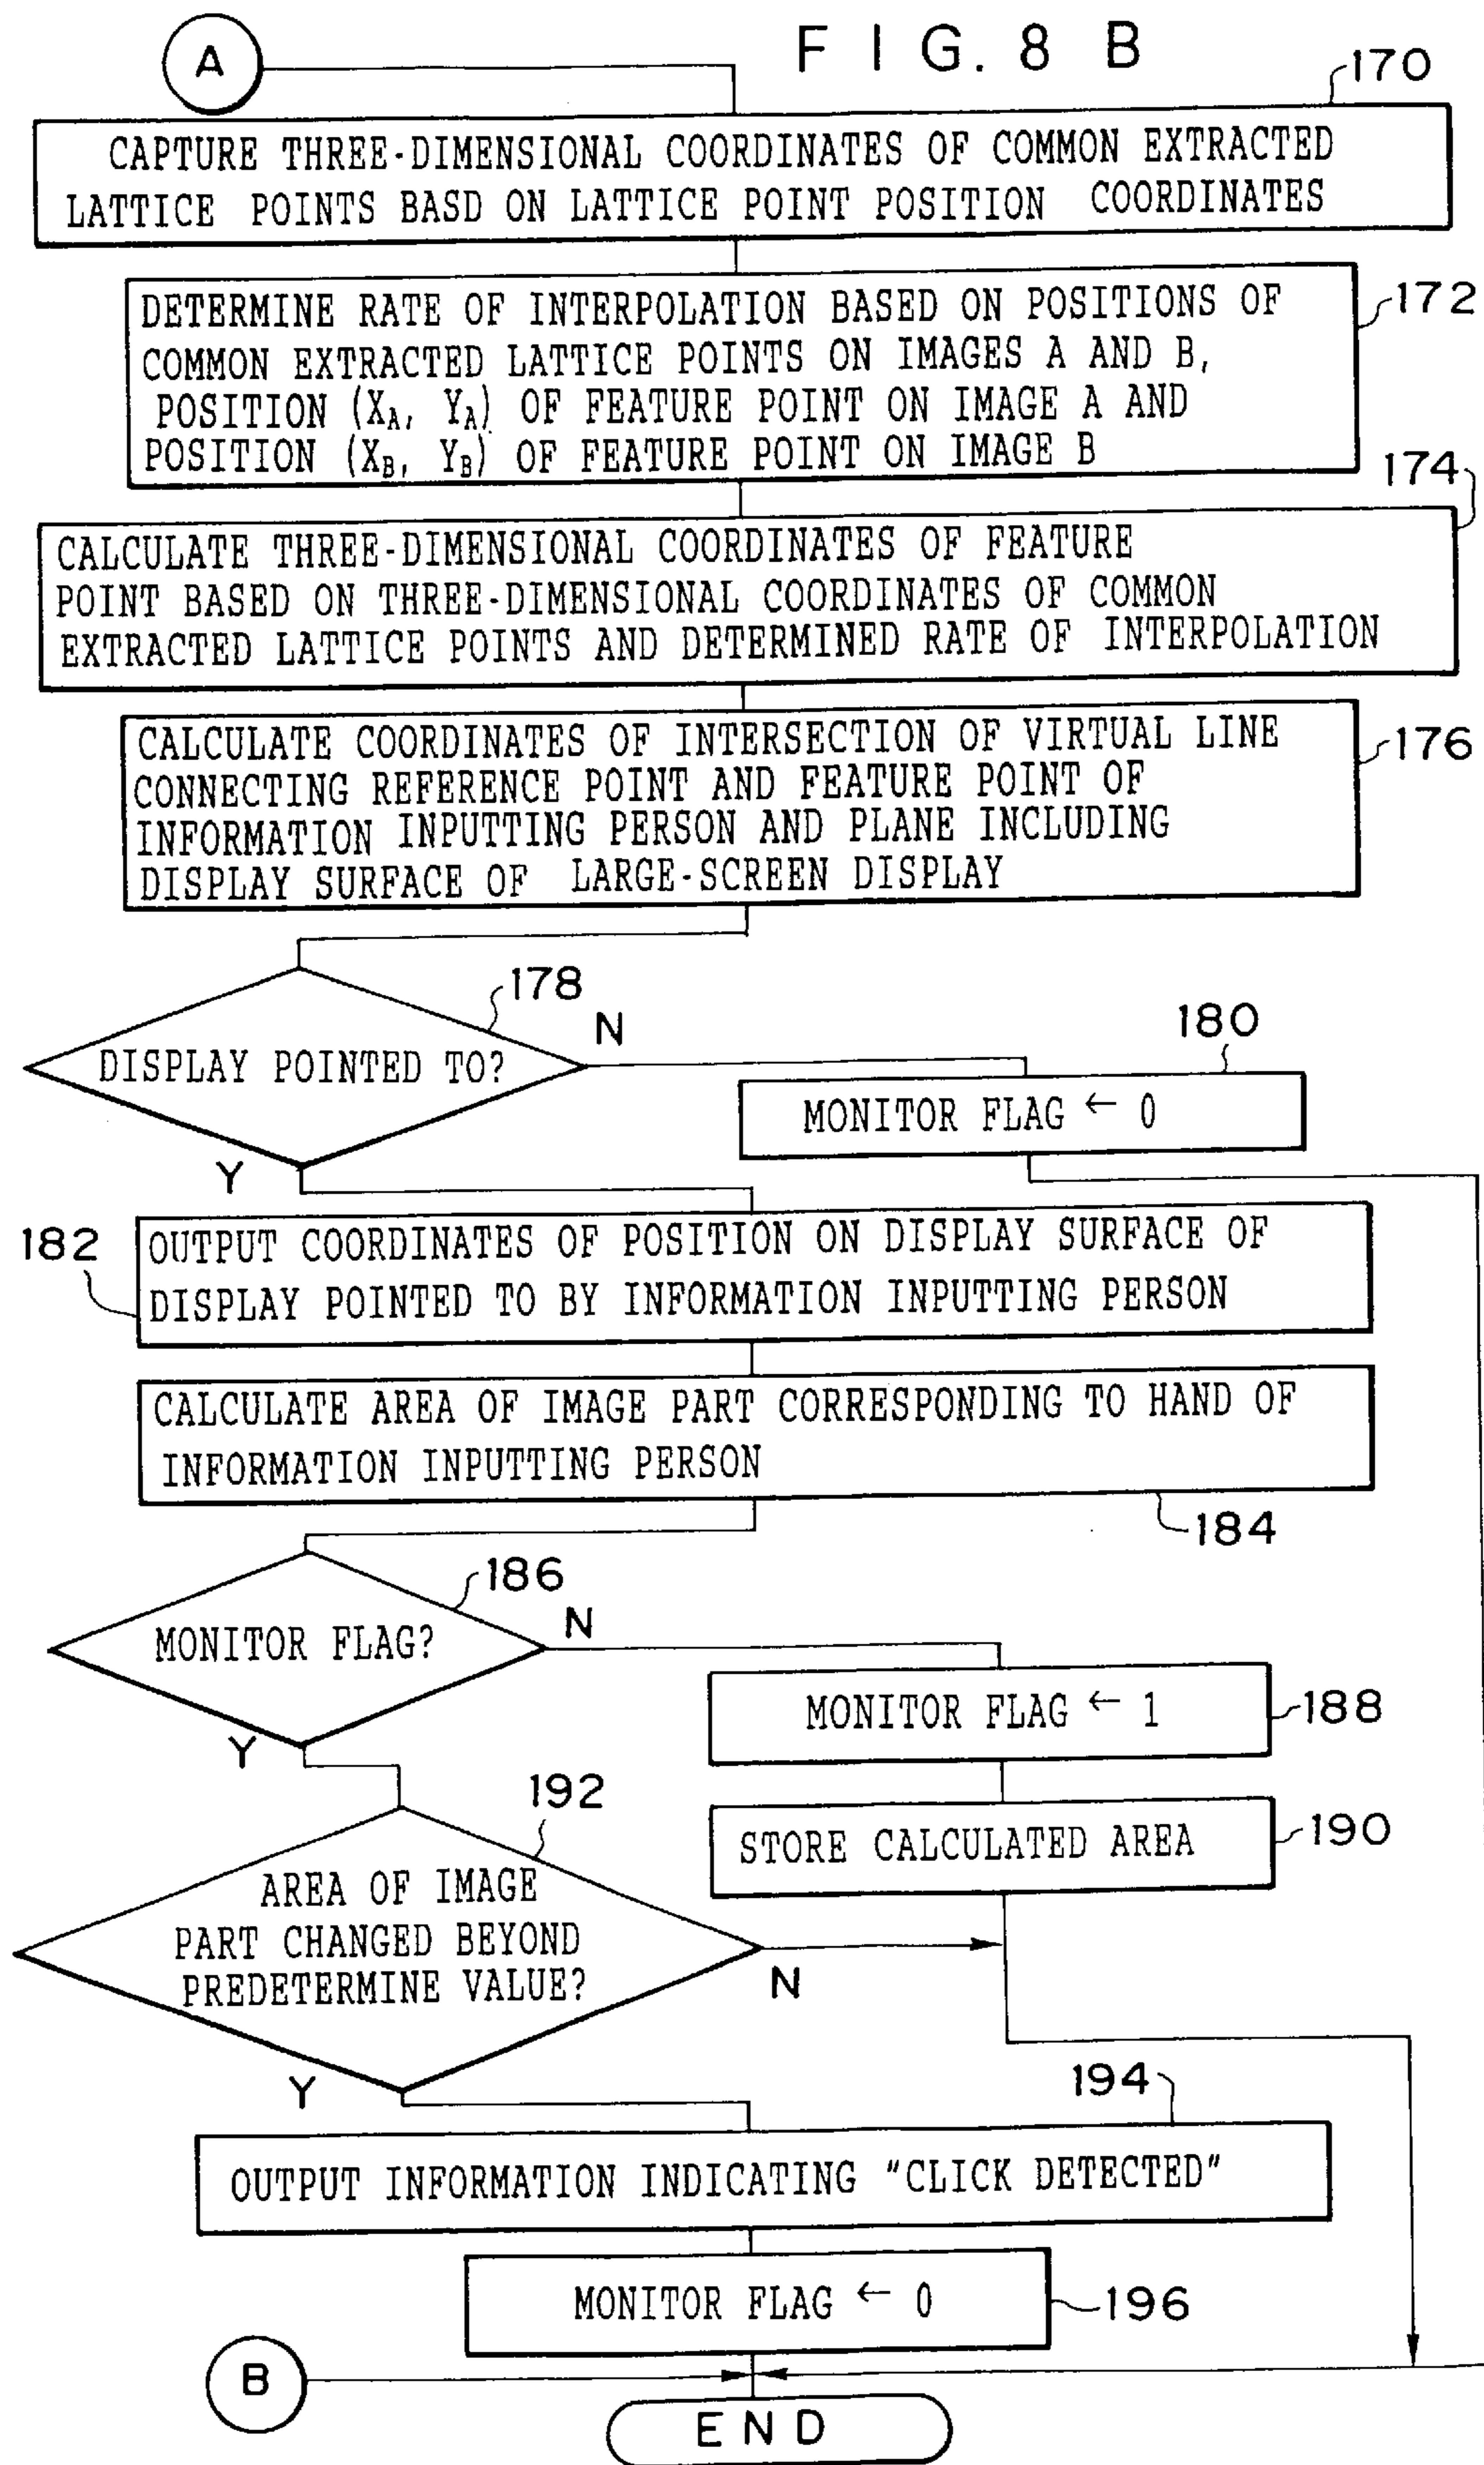 FIG. 8 B
A
170
CAPTURE THREE-DIMENSIONAL COORDINATES OF COMMON EXTRACTED
LATTICE POINTS BASD ON LATTICE POINT POSITION COORDINATES
172
DETERMINE RATE OF INTERPOLATION BASED ON POSITIONS OF
COMMON EXTRACTED LATTICE POINTS ON IMAGES A AND B,
POSITION (XA, YA) OF FEATURE POINT ON IMAGE A AND
POSITION (XB, YB) OF FEATURE POINT ON IMAGE B
174
CALCULATE THREE-DIMENSIONAL COORDINATES OF FEATURE
POINT BASED ON THREE-DIMENSIONAL COORDINATES OF COMMON
EXTRACTED LATTICE POINTS AND DETERMINED RATE OF INTERPOLATION
176
CALCULATE COORDINATES OF INTERSECTION OF VIRTUAL LINE
CONNECTING REFERENCE POINT AND FEATURE POINT OF
INFORMATION INPUTTING PERSON AND PLANE INCLUDING
DISPLAY SURFACE OF LARGE-SCREEN DISPLAY
178
DISPLAY POINTED TO?
N
180
MONITOR FLAG ← 0
Y
182
OUTPUT COORDINATES OF POSITION ON DISPLAY SURFACE OF
DISPLAY POINTED TO BY INFORMATION INPUTTING PERSON
CALCULATE AREA OF IMAGE PART CORRESPONDING TO HAND OF
INFORMATION INPUTTING PERSON
184
186
MONITOR FLAG?
N
MONITOR FLAG ← 1
188
Y
STORE CALCULATED AREA
190
192
AREA OF IMAGE
PART CHANGED BEYOND
PREDETERMINE VALUE?
N
Y
194
OUTPUT INFORMATION INDICATING "CLICK DETECTED"
MONITOR FLAG ← 0
196
B
END